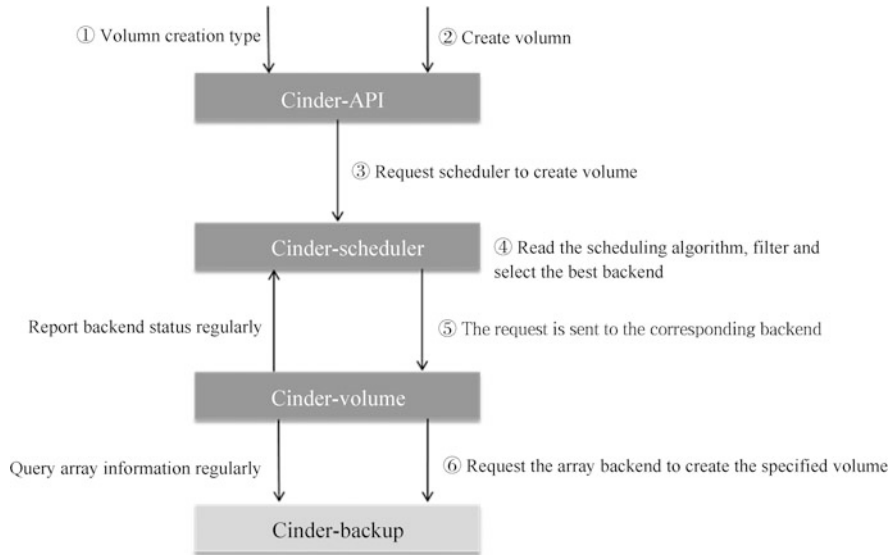 ① Volumn creation type
② Create volumn
Cinder-API
③ Request scheduler to create volume
Cinder-scheduler
④ Read the scheduling algorithm, filter and
select the best backend
Report backend status regularly
⑤ The request is sent to the corresponding backend
Cinder-volume
Query array information regularly
⑥ Request the array backend to create the specified volume
Cinder-backup